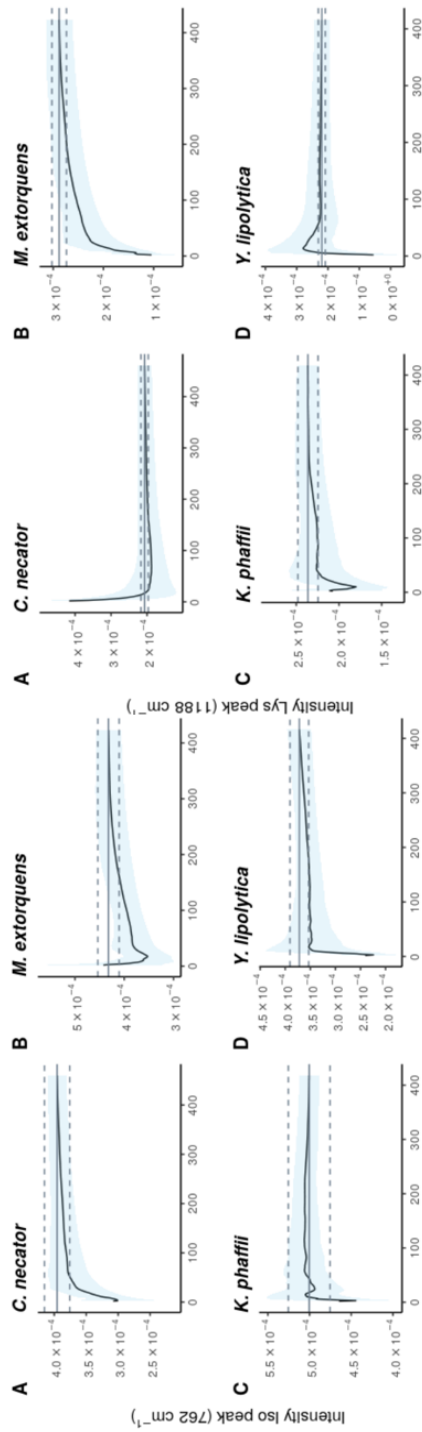 Intensity Iso peak (762 cm⁻¹)
A
C. necator
4.0 × 10⁻⁴
3.5 × 10⁻⁴
3.0 × 10⁻⁴
2.5 × 10⁻⁴
0 100 200 300 400
B
M. extorquens
5 × 10⁻⁴
4 × 10⁻⁴
3 × 10⁻⁴
0 100 200 300 400
C
K. phaffii
5.5 × 10⁻⁴
5.0 × 10⁻⁴
4.5 × 10⁻⁴
4.0 × 10⁻⁴
0 100 200 300 400
D
Y. lipolytica
4.5 × 10⁻⁴
4.0 × 10⁻⁴
3.5 × 10⁻⁴
3.0 × 10⁻⁴
2.5 × 10⁻⁴
2.0 × 10⁻⁴
0 100 200 300 400
Intensity Lys peak (1188 cm⁻¹)
A
C. necator
4 × 10⁻⁴
3 × 10⁻⁴
2 × 10⁻⁴
0 100 200 300 400
B
M. extorquens
3 × 10⁻⁴
2 × 10⁻⁴
1 × 10⁻⁴
0 100 200 300 400
C
K. phaffii
2.5 × 10⁻⁴
2.0 × 10⁻⁴
1.5 × 10⁻⁴
0 100 200 300 400
D
Y. lipolytica
4 × 10⁻⁴
3 × 10⁻⁴
2 × 10⁻⁴
1 × 10⁻⁴
0 × 10⁺⁰
0 100 200 300 400